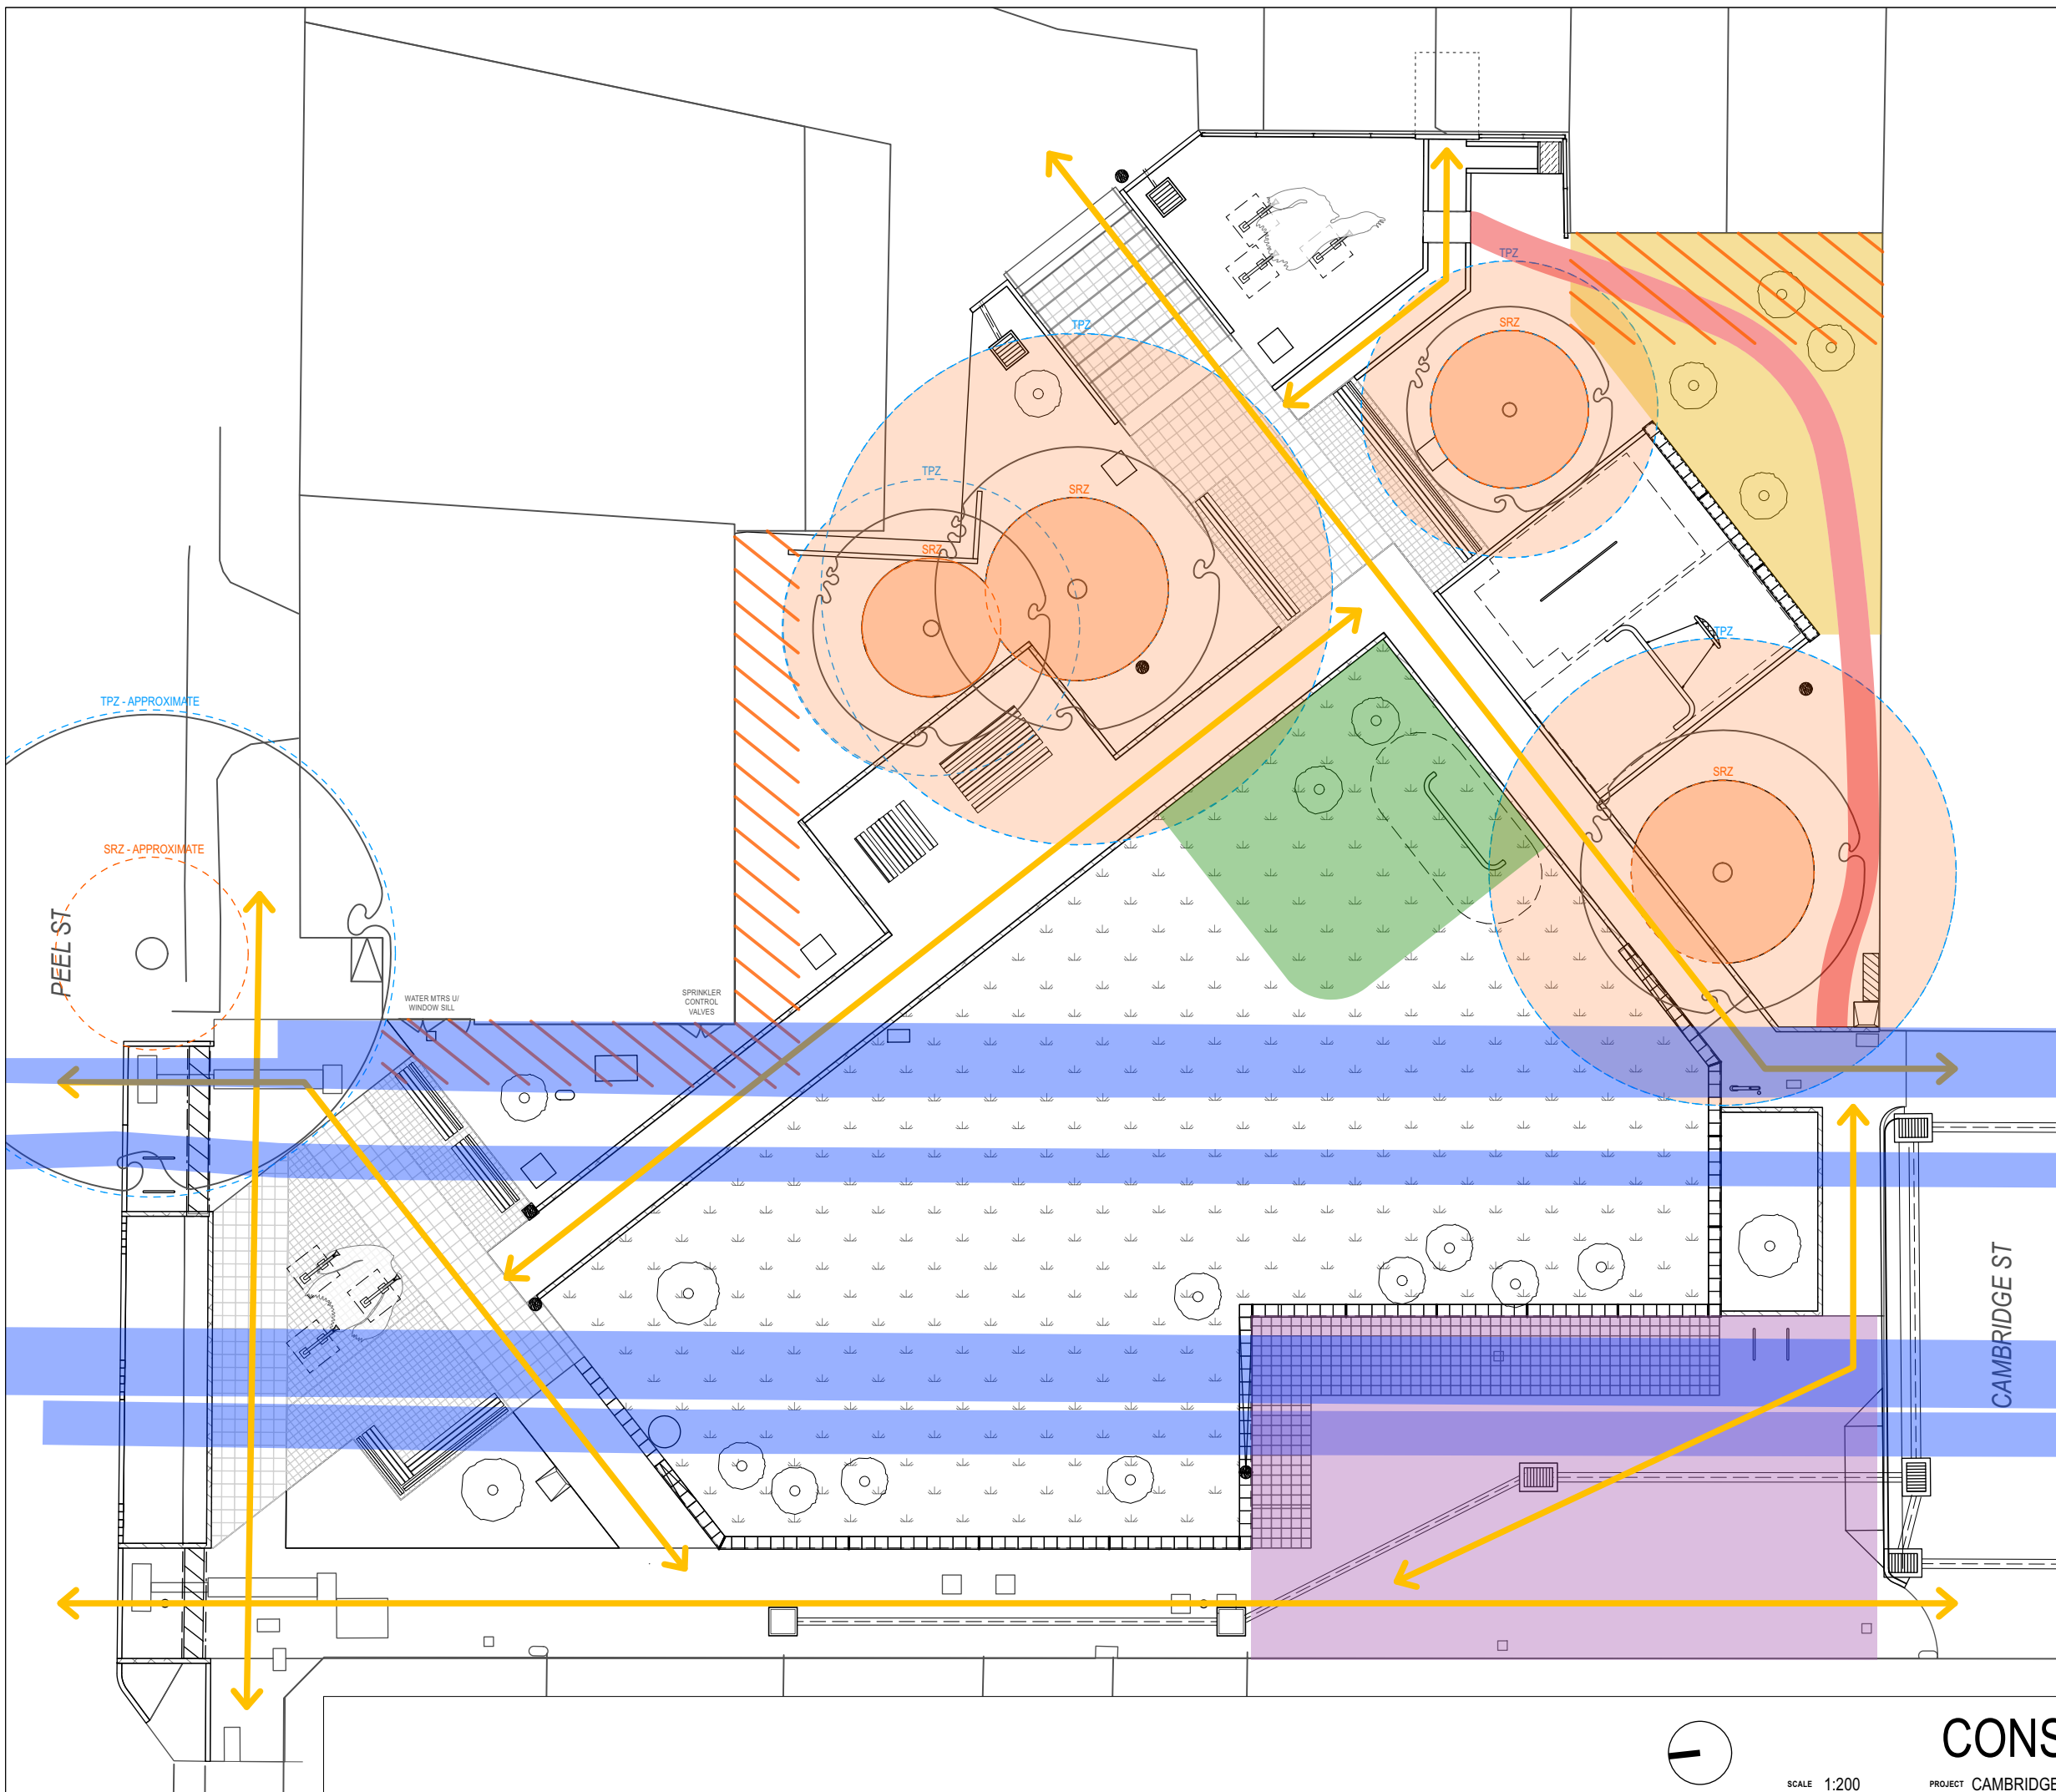 TPZ
TPZ
SRZ
TPZ
SRZ
SRZ
TPZ
TPZ - APPROXIMATE
SRZ
SRZ - APPROXIMATE
PEEL ST
WATER MTRS U/
WINDOW SILL
SPRINKLER
CONTROL
VALVES
CAMBRIDGE ST
CONS
SCALE 1:200
PROJECT CAMBRIDGE